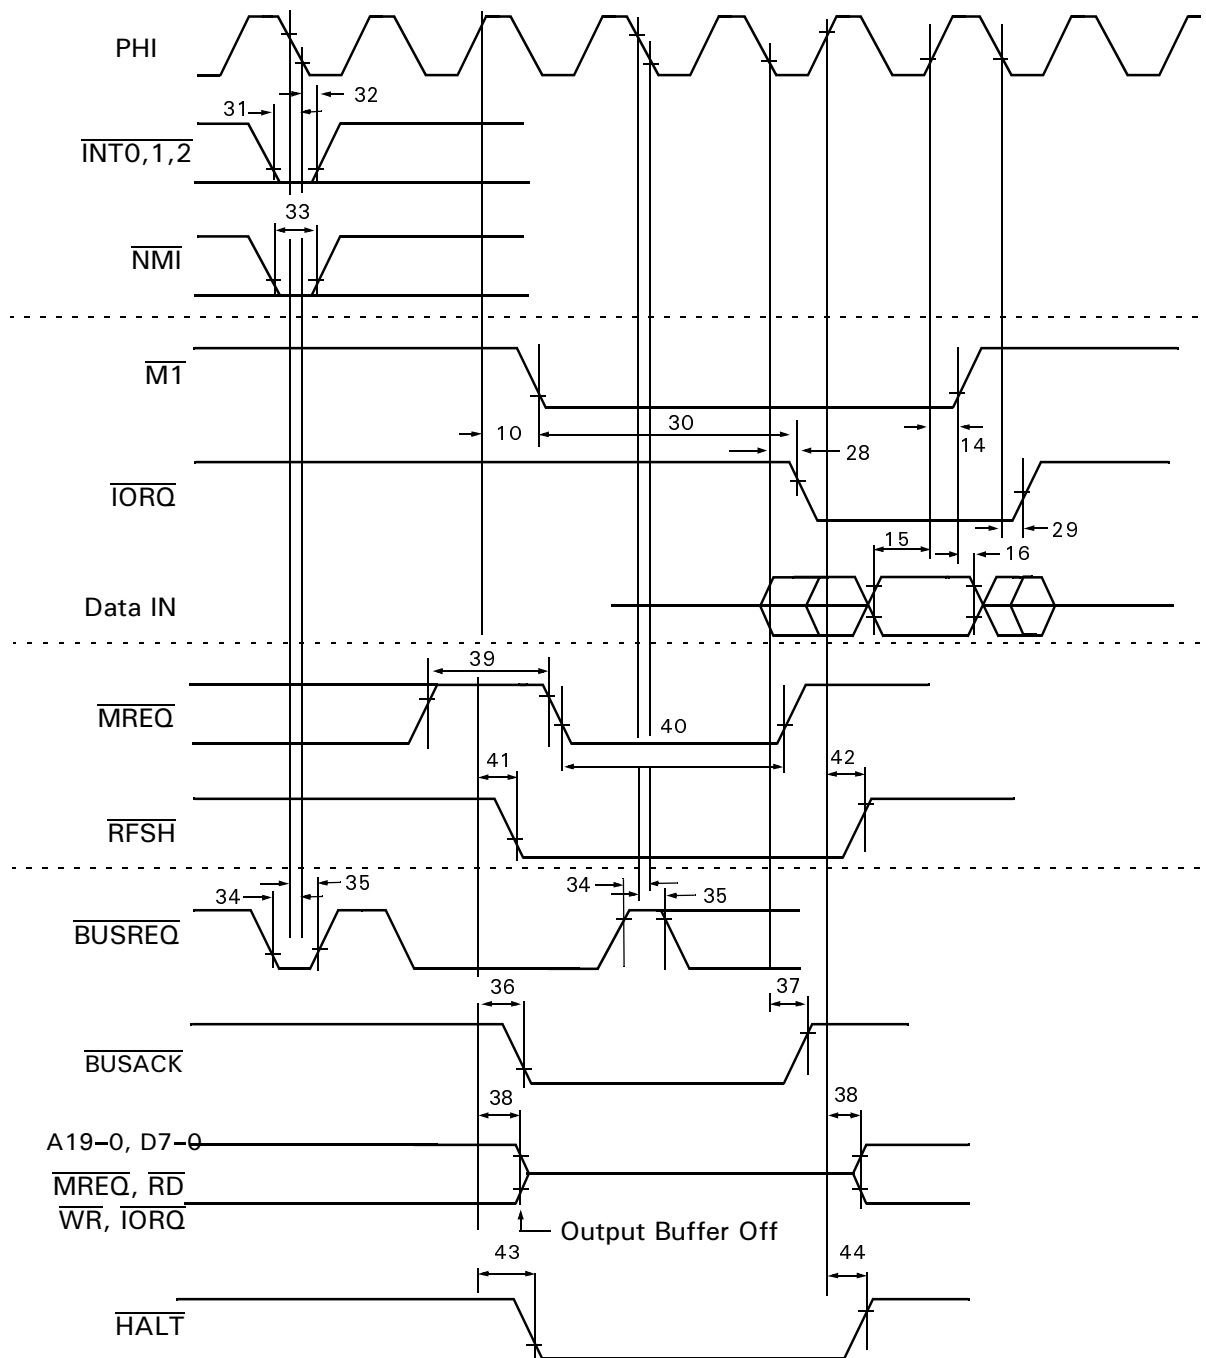 PHI
31
32
INT0,1,2
33
NMI
M1
10
30
28
14
IORQ
29
15
16
Data IN
39
MREQ
40
41
42
RFSH
34
35
34
35
BUSREQ
36
37
BUSACK
38
38
A19–0, D7–0
MREQ, RD
WR, IORQ
Output Buffer Off
43
44
HALT